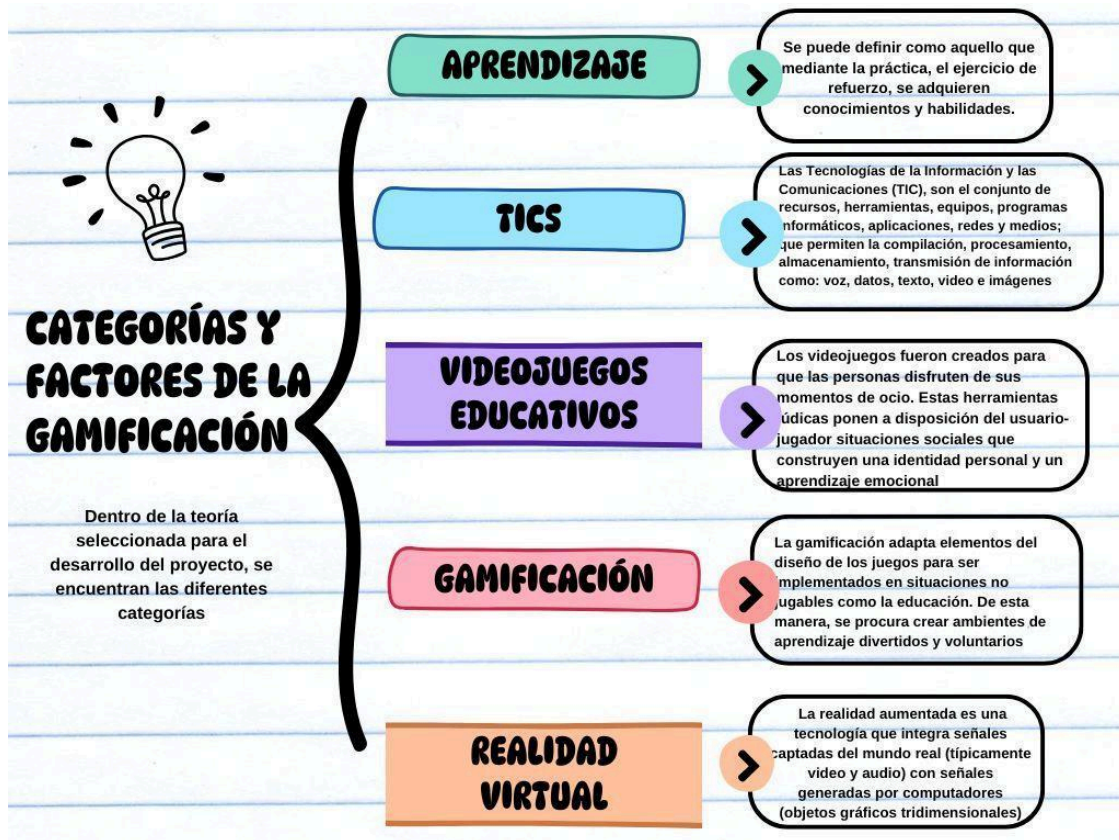 CATEGORÍAS Y
FACTORES DE LA
GAMIFICACIÓN
Dentro de la teoría
seleccionada para el
desarrollo del proyecto, se
encuentran las diferentes
categorías
APRENDIZAJE
Se puede definir como aquello que
mediante la práctica, el ejercicio de
refuerzo, se adquieren
conocimientos y habilidades.
TICS
Las Tecnologías de la Información y las
Comunicaciones (TIC), son el conjunto de
recursos, herramientas, equipos, programas
informáticos, aplicaciones, redes y medios;
que permiten la compilación, procesamiento,
almacenamiento, transmisión de información
como: voz, datos, texto, video e imágenes
VIDEOJUEGOS
EDUCATIVOS
Los videojuegos fueron creados para
que las personas disfruten de sus
momentos de ocio. Estas herramientas
lúdicas ponen a disposición del usuario-
jugador situaciones sociales que
construyen una identidad personal y un
aprendizaje emocional
GAMIFICACIÓN
La gamificación adapta elementos del
diseño de los juegos para ser
implementados en situaciones no
jugables como la educación. De esta
manera, se procura crear ambientes de
aprendizaje divertidos y voluntarios
REALIDAD
VIRTUAL
La realidad aumentada es una
tecnología que integra señales
captadas del mundo real (típicamente
video y audio) con señales
generadas por computadores
(objetos gráficos tridimensionales)